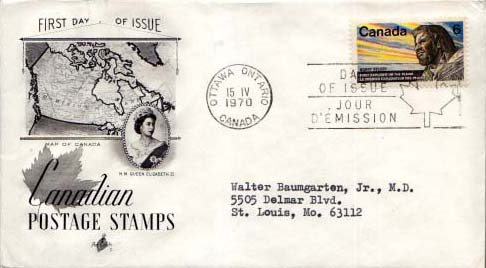 FIRST DAY OF ISSUE
MAP OF CANADA
H.M. QUEEN ELIZABETH II
Canadian
POSTAGE STAMPS
OTTAWA ONTARIO
15 IV
1970
CANADA
Canada 6
DAY
OF ISSUE
JOUR
D'ÉMISSION
Walter Baumgarten, Jr., M.D.
5505 Delmar Blvd.
St. Louis, Mo. 63112